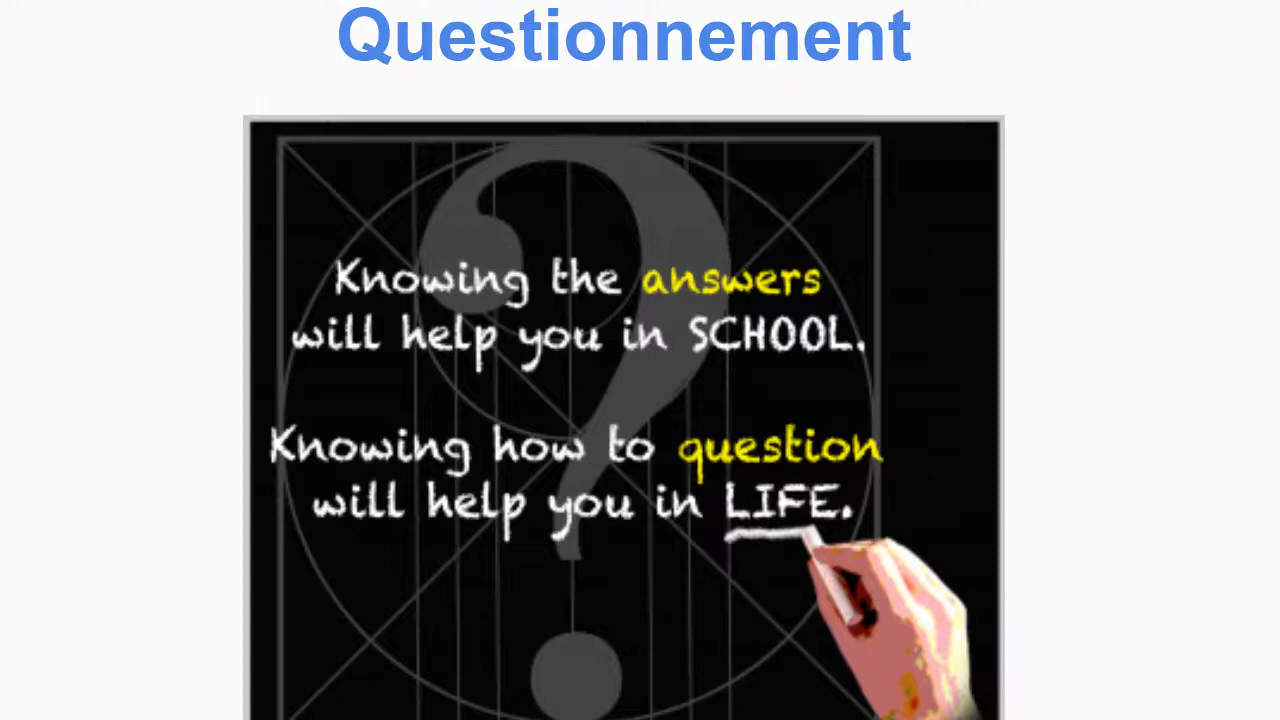 Questionnement
Knowing the answers
will help you in SCHOOL.
Knowing how to question
will help you in LIFE.